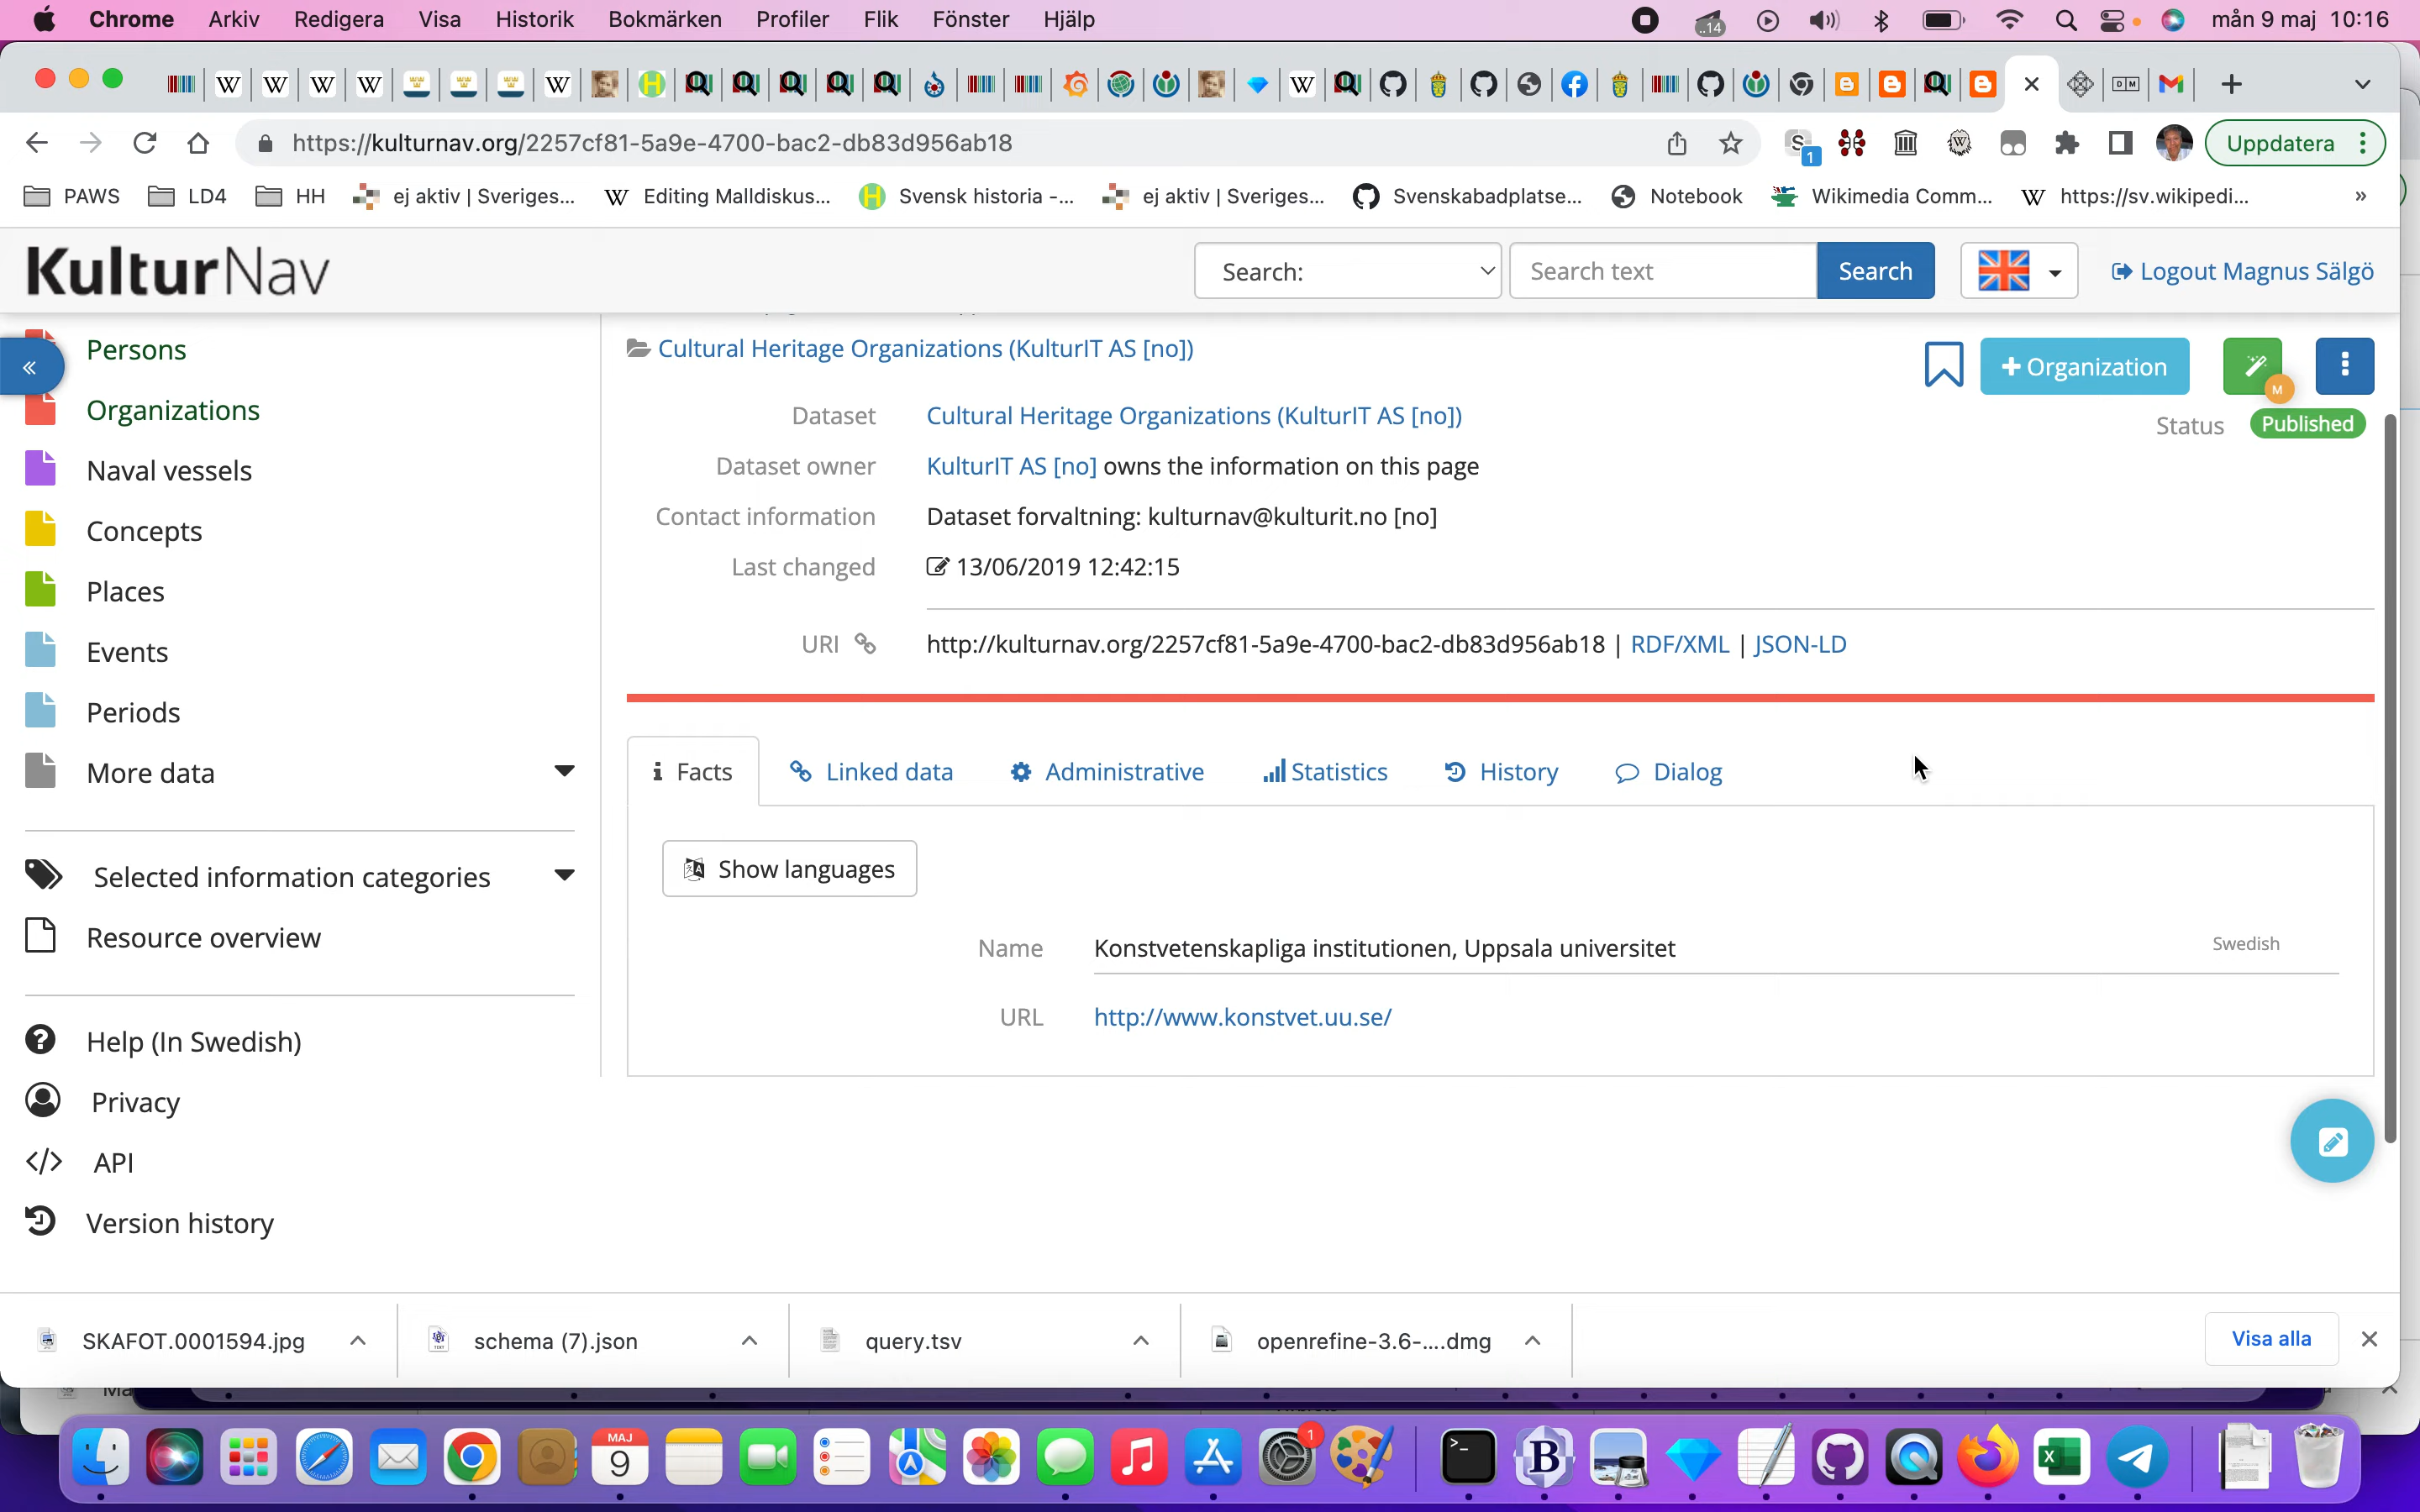 Chrome Arkiv Redigera Visa Historik Bokmärken Profiler Flik Fönster Hjälp ..14 mån 9 maj 10:16
https://kulturnav.org/2257cf81-5a9e-4700-bac2-db83d956ab18 1 Uppdatera
PAWS LD4 HH ej aktiv | Sveriges... Editing Malldiskus... Svensk historia -... ej aktiv | Sveriges... Svenskabadplatse... Notebook Wikimedia Comm... https://sv.wikipedi... »
KulturNav Search: Search text Search Logout Magnus Sälgö
Persons
Organizations
Naval vessels
Concepts
Places
Events
Periods
More data
Selected information categories
Resource overview
Help (In Swedish)
Privacy
API
Version history
Cultural Heritage Organizations (KulturIT AS [no])
+ Organization
M
Dataset Cultural Heritage Organizations (KulturIT AS [no])
Status Published
Dataset owner KulturIT AS [no] owns the information on this page
Contact information Dataset forvaltning: kulturnav@kulturit.no [no]
Last changed 13/06/2019 12:42:15
URI http://kulturnav.org/2257cf81-5a9e-4700-bac2-db83d956ab18 | RDF/XML | JSON-LD
Facts Linked data Administrative Statistics History Dialog
Show languages
Name Konstvetenskapliga institutionen, Uppsala universitet Swedish
URL http://www.konstvet.uu.se/
SKAFOT.0001594.jpg schema (7).json query.tsv openrefine-3.6-....dmg Visa alla
MAJ
9
1